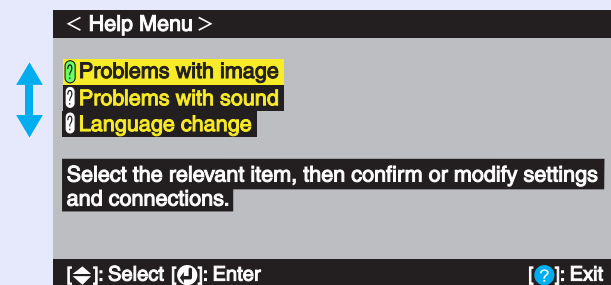 < Help Menu >
? Problems with image
? Problems with sound
? Language change
Select the relevant item, then confirm or modify settings
and connections.
[◆]: Select [⏎]: Enter [?]: Exit